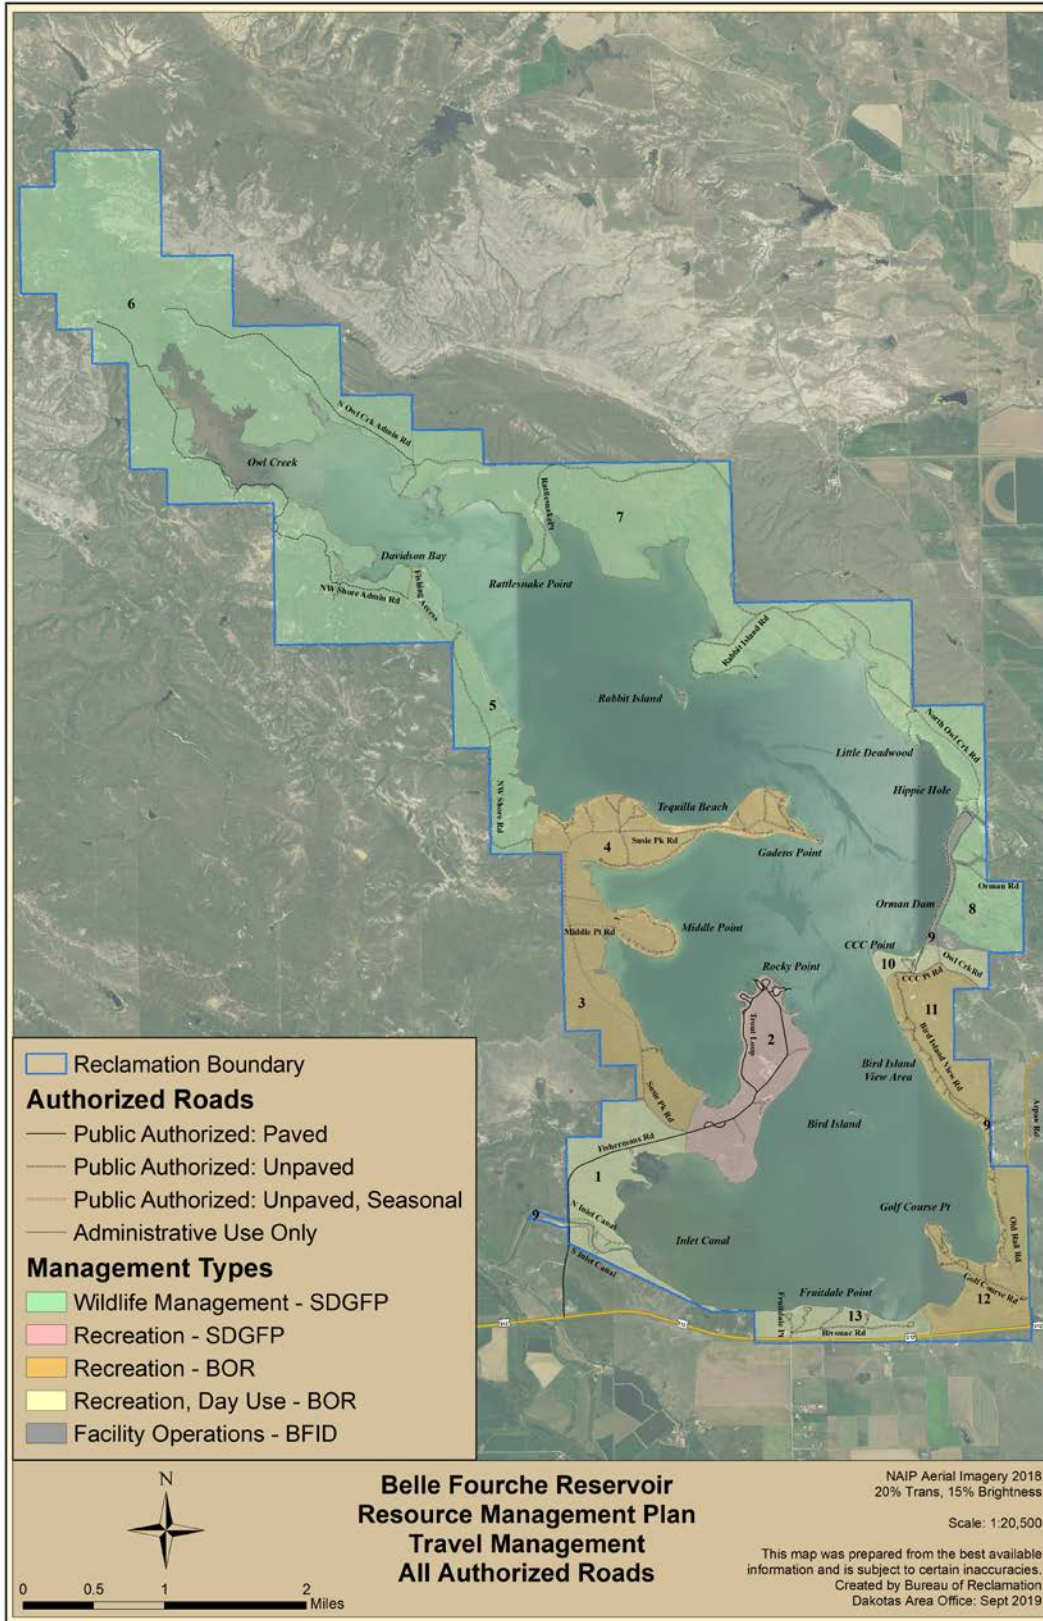 6
N Owl Crk Admin Rd
Owl Creek
RattlesnakePt
7
Davidson Bay
Rattlesnake Point
NW Shore Admin Rd
Fishing Access
Rabbit Island Rd
5
Rabbit Island
North Owl Crk Rd
Little Deadwood
Hippie Hole
NW Shore Rd
Tequilla Beach
4
Susie Pk Rd
Gadens Point
Orman Rd
Orman Dam
8
Middle Pt Rd
Middle Point
9
CCC Point
10
Owl Crk Rd
CCC Pt Rd
Rocky Point
3
Trout Loop
2
11
Bird Island View Rd
Bird Island
View Area
Susie Pk Rd
Bird Island
9
Arpan Rd
Fishermans Rd
1
N Inlet Canal
9
S Inlet Canal
Inlet Canal
Golf Course Pt
Old Rail Rd
Golf Course Rd
12
Fruitdale Point
13
Fruitdale Pt
Bivouac Rd
Reclamation Boundary
Authorized Roads
Public Authorized: Paved
Public Authorized: Unpaved
Public Authorized: Unpaved, Seasonal
Administrative Use Only
Management Types
Wildlife Management - SDGFP
Recreation - SDGFP
Recreation - BOR
Recreation, Day Use - BOR
Facility Operations - BFID
N
0 0.5 1 2
Miles
Belle Fourche Reservoir
Resource Management Plan
Travel Management
All Authorized Roads
NAIP Aerial Imagery 2018
20% Trans, 15% Brightness
Scale: 1:20,500
This map was prepared from the best available
information and is subject to certain inaccuracies.
Created by Bureau of Reclamation
Dakotas Area Office: Sept 2019